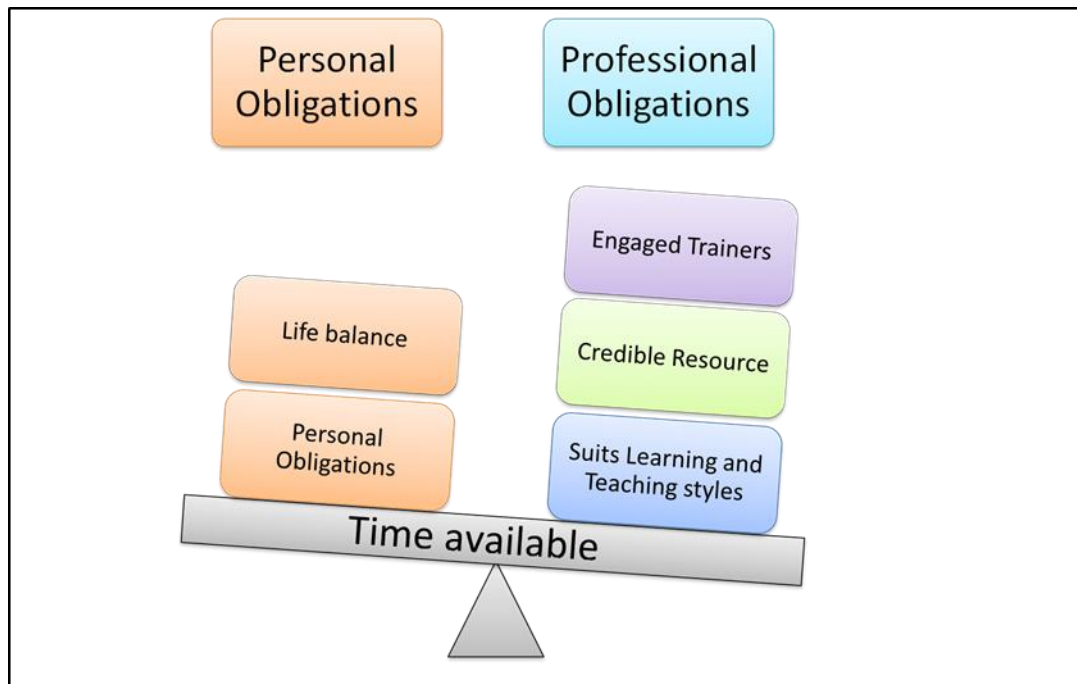 Personal
Obligations
Professional
Obligations
Engaged Trainers
Life balance
Credible Resource
Personal
Obligations
Suits Learning and
Teaching styles
Time available